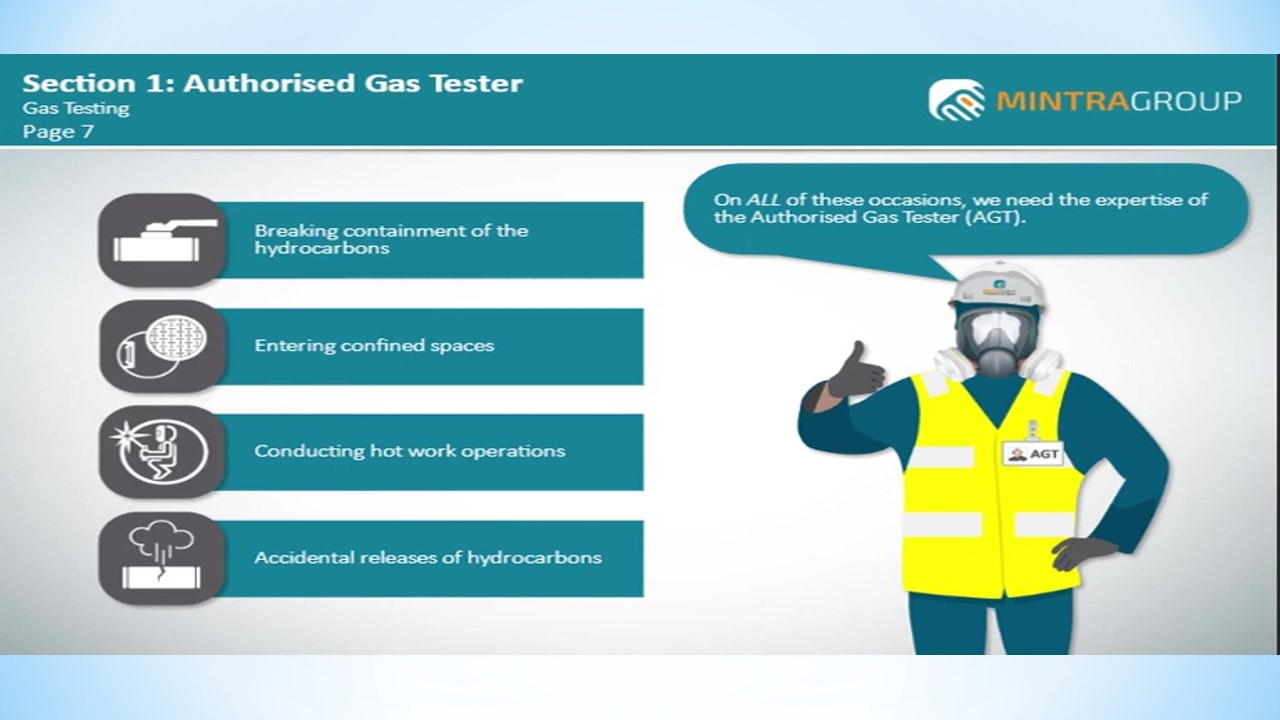 Section 1: Authorised Gas Tester
Gas Testing
Page 7
MINTRAGROUP
Breaking containment of the
hydrocarbons
Entering confined spaces
Conducting hot work operations
Accidental releases of hydrocarbons
On ALL of these occasions, we need the expertise of
the Authorised Gas Tester (AGT).
AGT